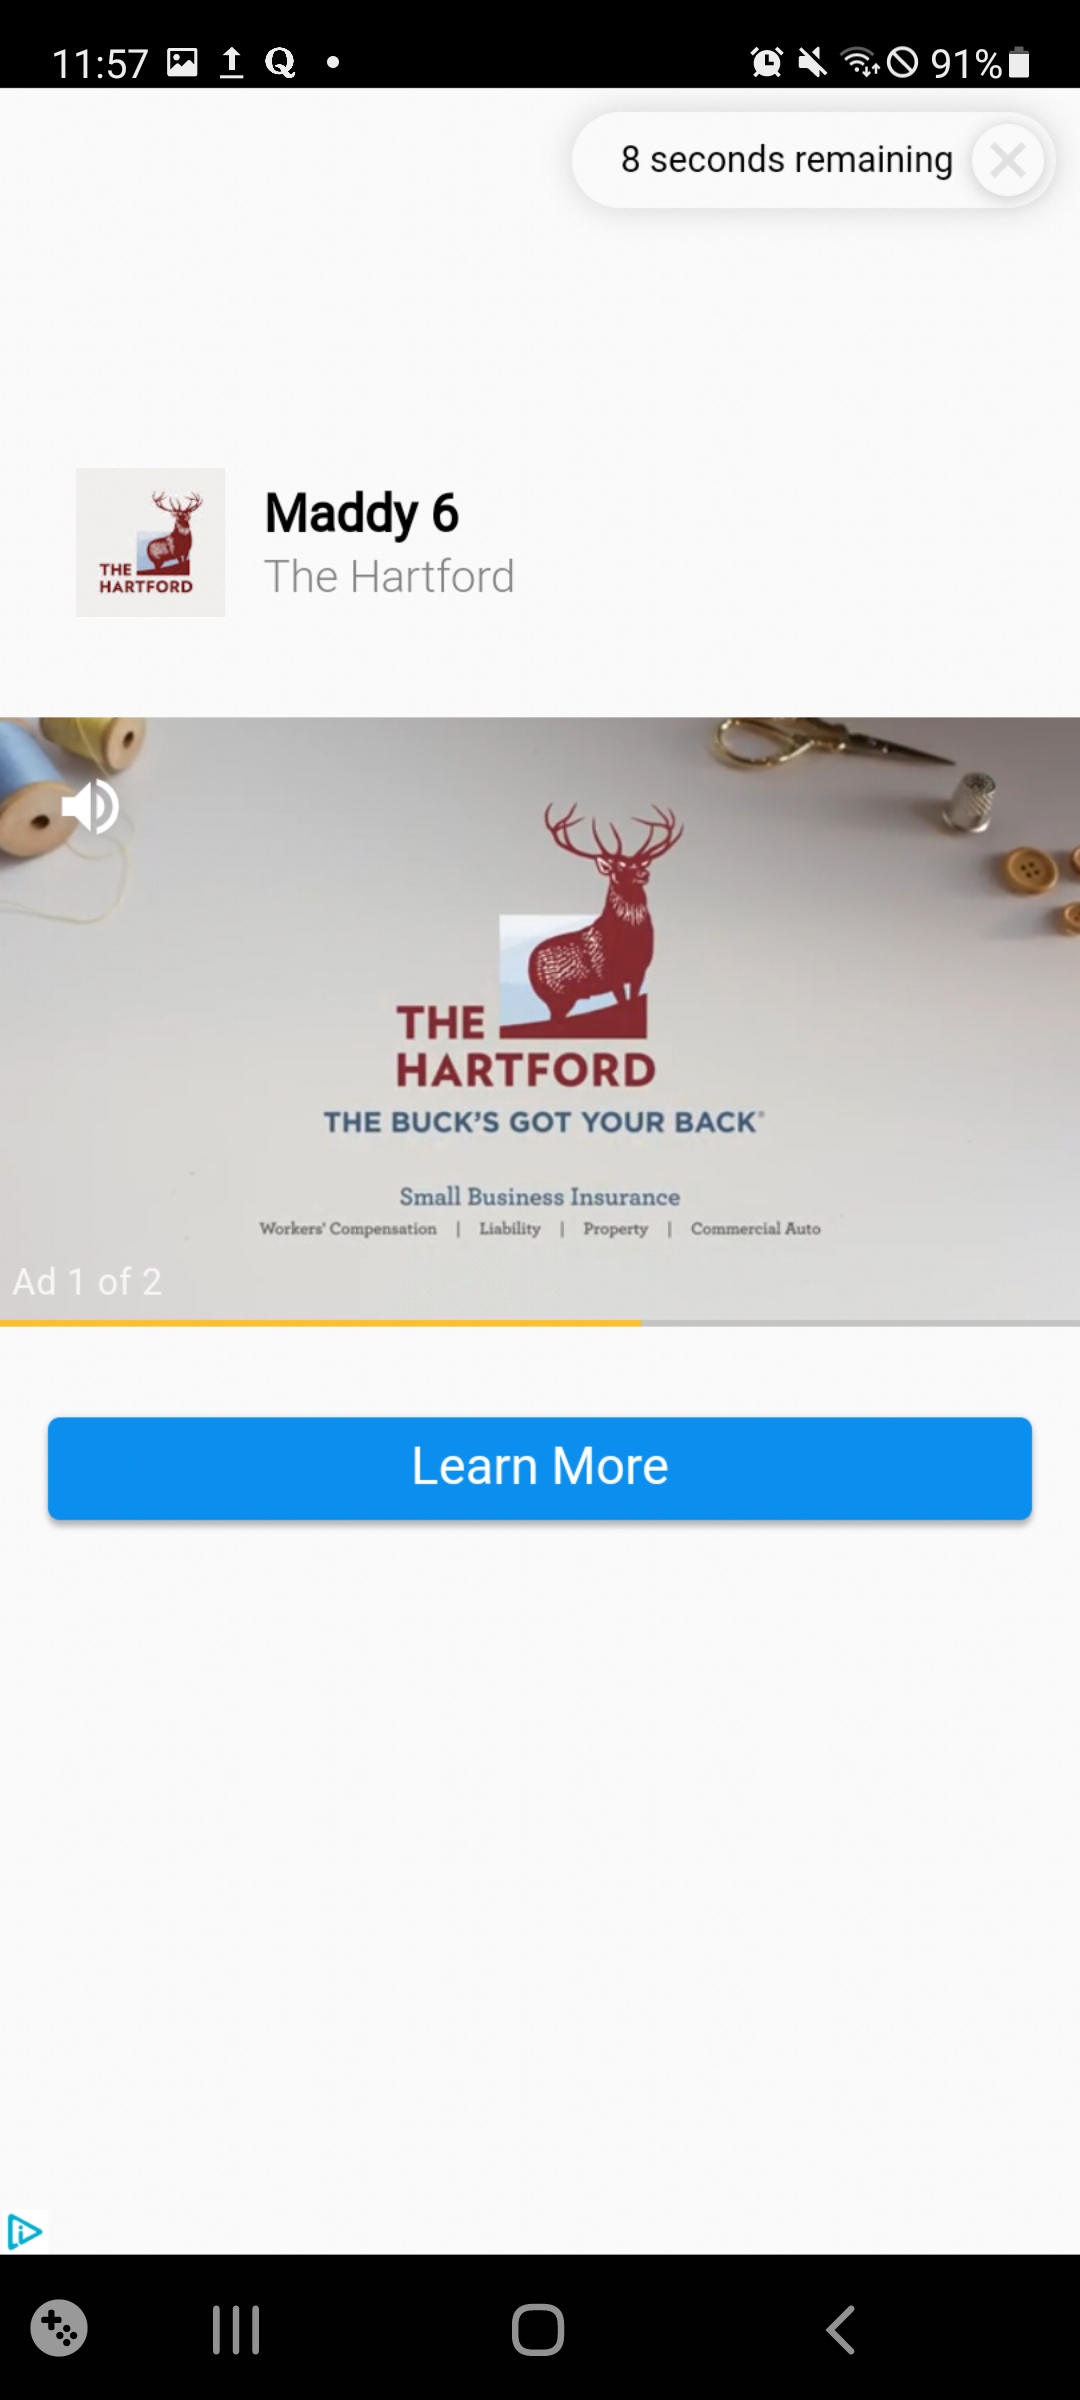 11:57 Q 91%
8 seconds remaining
THE
HARTFORD
Maddy 6
The Hartford
THE
HARTFORD
THE BUCK'S GOT YOUR BACK®
Small Business Insurance
Workers' Compensation | Liability | Property | Commercial Auto
Ad 1 of 2
Learn More